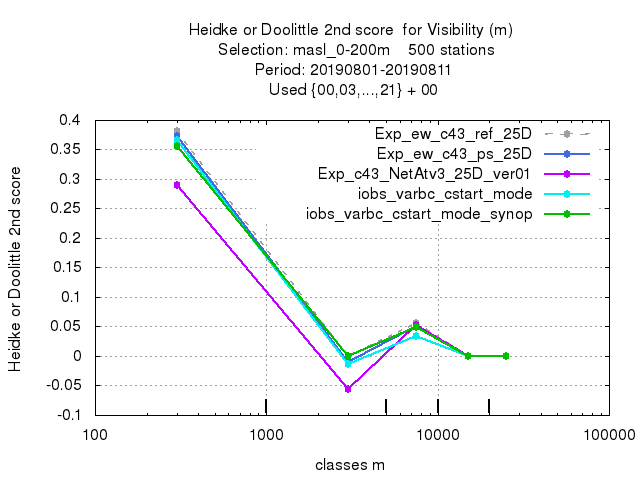 Heidke or Doolittle 2nd score  for Visibility (m)
Selection: masl_0-200m    500 stations
Period: 20190801-20190811
Used {00,03,...,21} + 00
Heidke or Doolittle 2nd score
0.4
0.35
0.3
0.25
0.2
0.15
0.1
0.05
0
-0.05
-0.1
Exp_ew_c43_ref_25D
Exp_ew_c43_ps_25D
Exp_c43_NetAtv3_25D_ver01
iobs_varbc_cstart_mode
iobs_varbc_cstart_mode_synop
100 1000 10000 100000
classes m